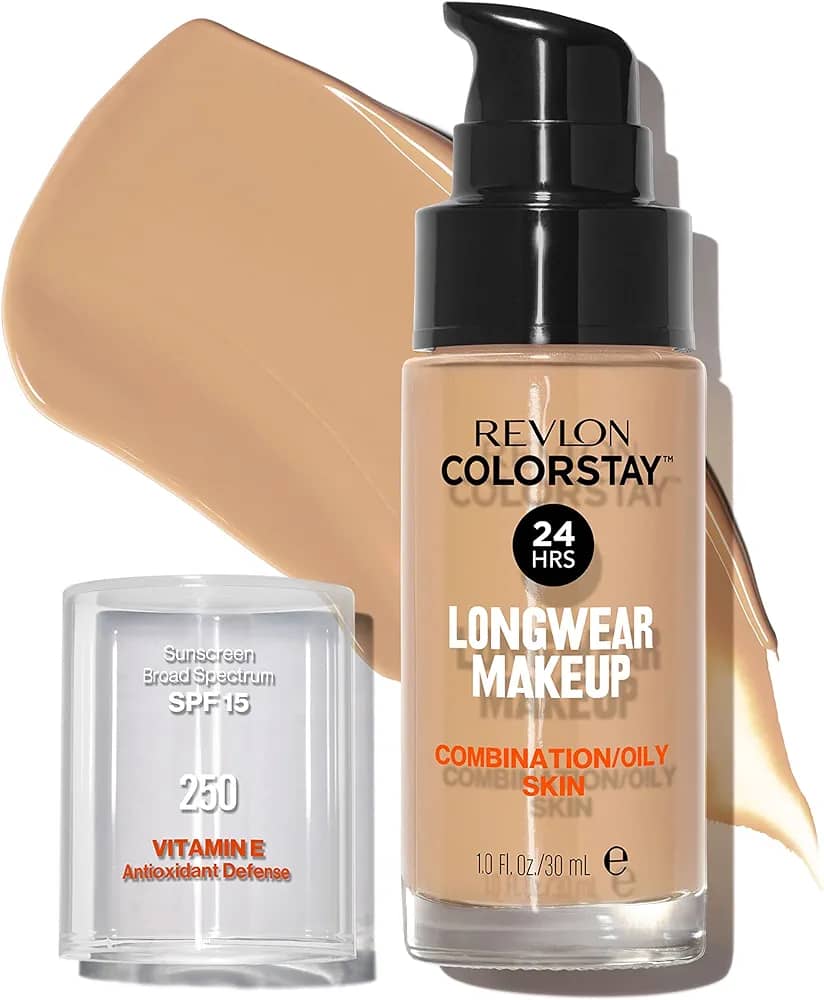 REVLON
COLORSTAY™
24
HRS
LONGWEAR
MAKEUP
COMBINATION/OILY
SKIN
1.0 Fl. Oz./30 mL ℮
Sunscreen
Broad Spectrum
SPF 15
250
VITAMIN E
Antioxidant Defense